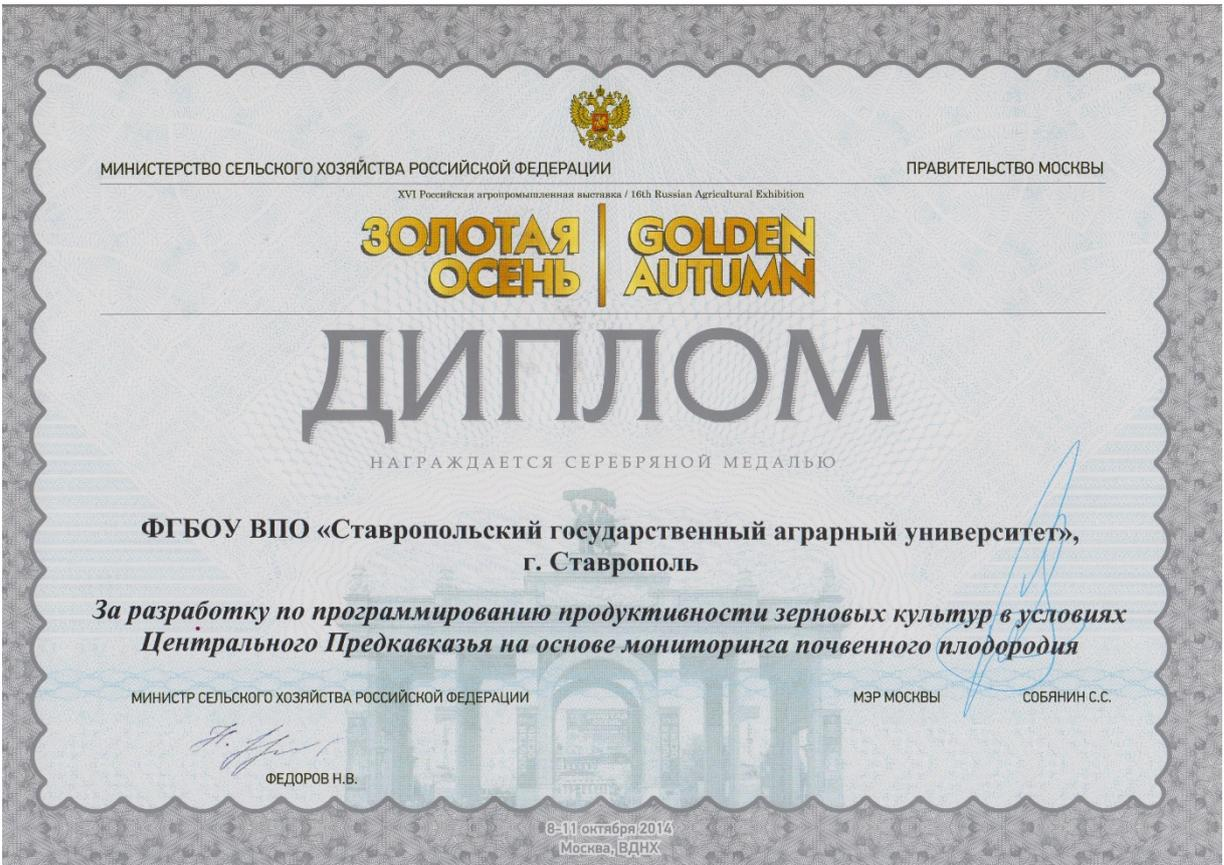 МИНИСТЕРСТВО СЕЛЬСКОГО ХОЗЯЙСТВА РОССИЙСКОЙ ФЕДЕРАЦИИ
ПРАВИТЕЛЬСТВО МОСКВЫ
XVI Российская агропромышленная выставка / 16th Russian Agricultural Exhibition
ЗОЛОТАЯ ОСЕНЬ
GOLDEN AUTUMN
ДИПЛОМ
НАГРАЖДАЕТСЯ СЕРЕБРЯНОЙ МЕДАЛЬЮ
ФГБОУ ВПО «Ставропольский государственный аграрный университет»,
г. Ставрополь
За разработку по программированию продуктивности зерновых культур в условиях
Центрального Предкавказья на основе мониторинга почвенного плодородия
МИНИСТР СЕЛЬСКОГО ХОЗЯЙСТВА РОССИЙСКОЙ ФЕДЕРАЦИИ
МЭР МОСКВЫ
СОБЯНИН С.С.
ФЕДОРОВ Н.В.
8–11 октября 2014
Москва, ВДНХ